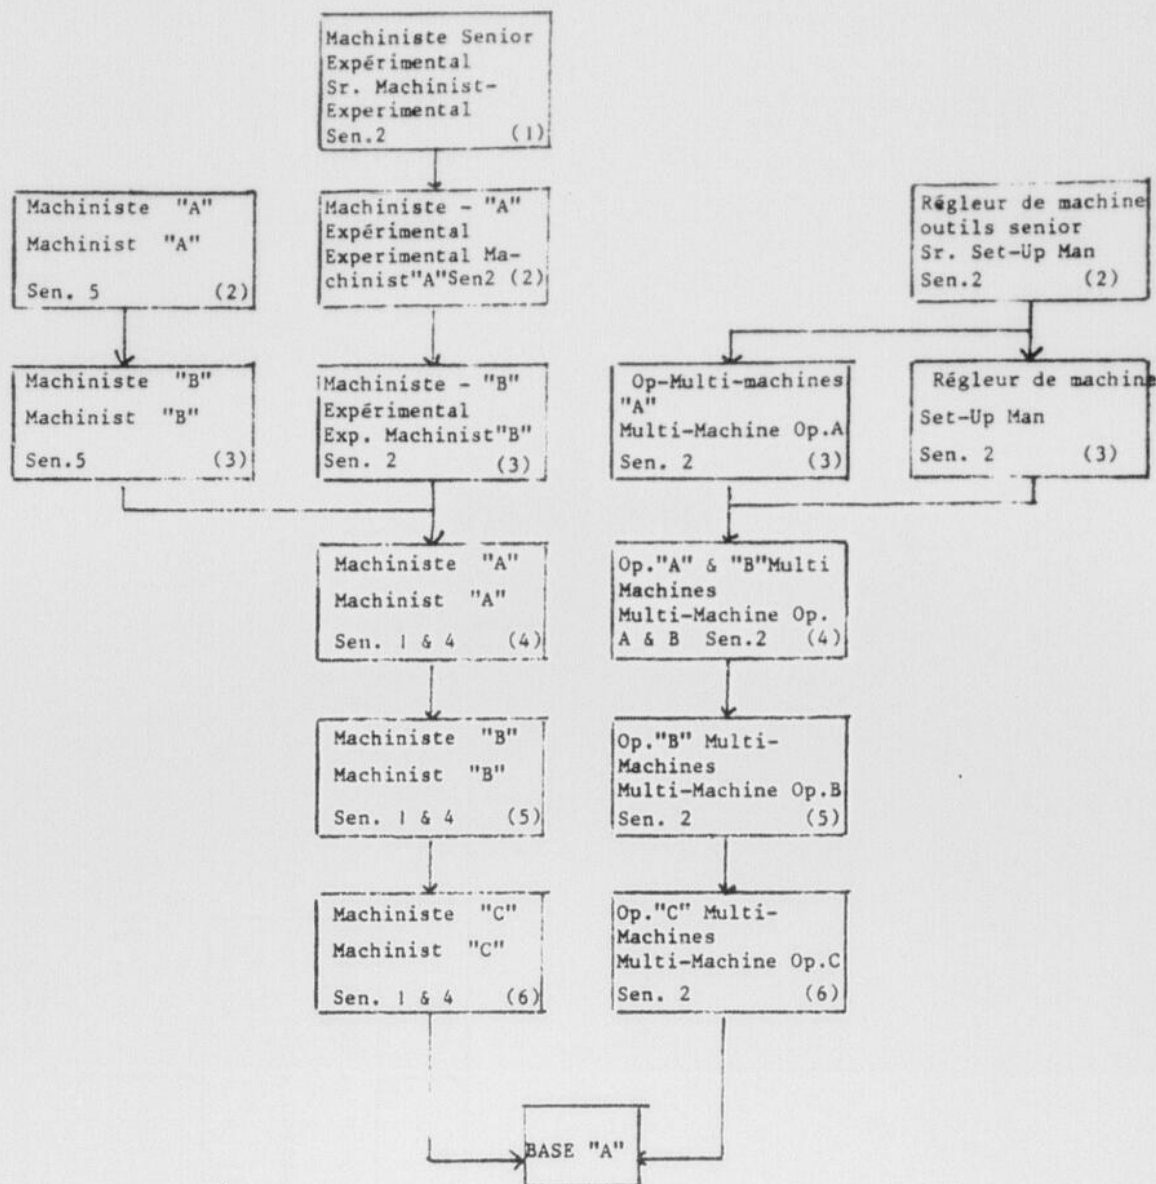 Machiniste Senior
Expérimental
Sr. Machinist-
Experimental
Sen.2 (1)
Machiniste "A"
Machinist "A"
Sen. 5 (2)
Machiniste - "A"
Expérimental
Experimental Ma-
chinist"A"Sen2 (2)
Régleur de machine
outils senior
Sr. Set-Up Man
Sen.2 (2)
Machiniste "B"
Machinist "B"
Sen.5 (3)
Machiniste - "B"
Expérimental
Exp. Machinist"B"
Sen. 2 (3)
Op-Multi-machines
"A"
Multi-Machine Op.A
Sen. 2 (3)
Régleur de machine
Set-Up Man
Sen. 2 (3)
Machiniste "A"
Machinist "A"
Sen. 1 & 4 (4)
Op."A" & "B"Multi
Machines
Multi-Machine Op.
A & B Sen.2 (4)
Machiniste "B"
Machinist "B"
Sen. 1 & 4 (5)
Op."B" Multi-
Machines
Multi-Machine Op.B
Sen. 2 (5)
Machiniste "C"
Machinist "C"
Sen. 1 & 4 (6)
Op."C" Multi-
Machines
Multi-Machine Op.C
Sen. 2 (6)
BASE "A"